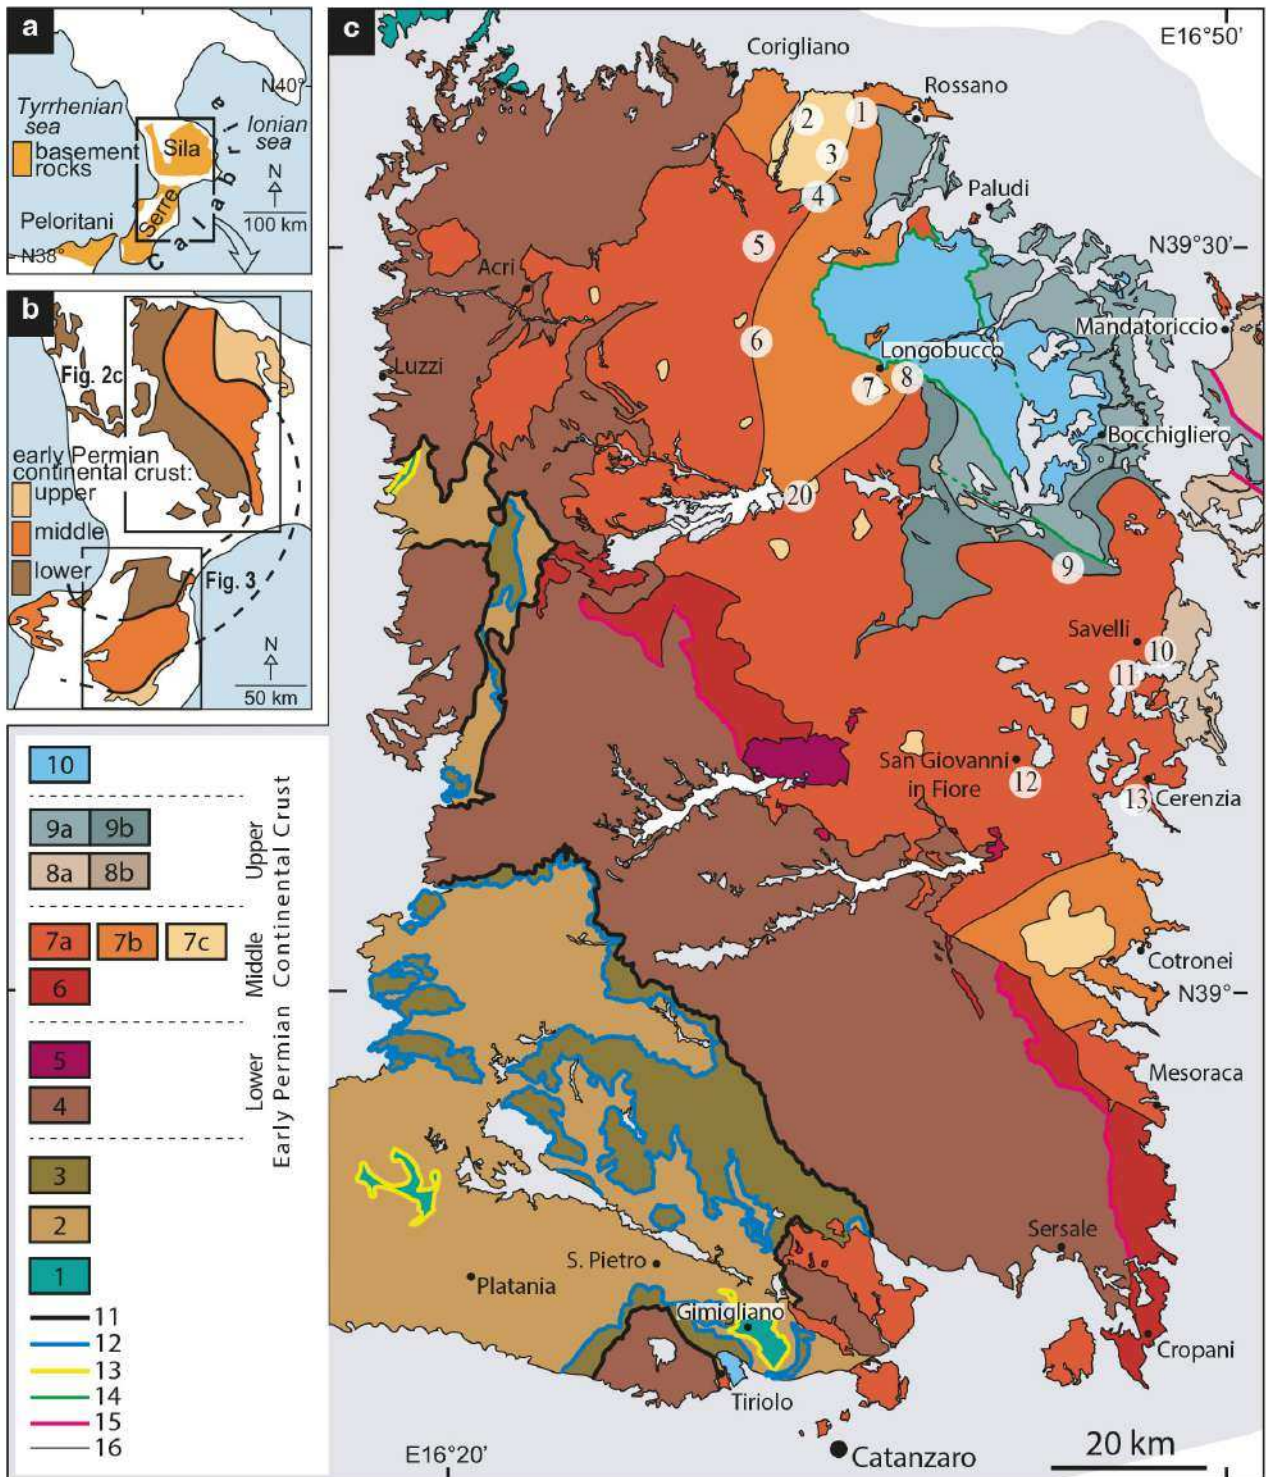 a
N40°
Tyrrhenian
sea
Ionian
sea
basement
rocks
Sila
Calabria
N
100 km
Serre
Peloritani
N38°
b
Fig. 2c
early Permian
continental crust:
upper
middle
lower
Fig. 3
N
50 km
10
9a 9b
8a 8b
Upper
7a 7b 7c
6
Middle
5
4
Lower
Early Permian Continental Crust
3
2
1
11
12
13
14
15
16
c
E16°50'
Corigliano
Rossano
2
1
3
4
Paludi
5
N39°30'
Acri
Mandatoriccio
6
Longobucco
Luzzi
7
8
Bocchigliero
20
9
Savelli
10
11
San Giovanni
in Fiore
12
13
Cerenzia
Cotronei
N39°
Mesoraca
Sersale
S. Pietro
Platania
Gimigliano
Cropani
Tiriolo
E16°20'
Catanzaro
20 km